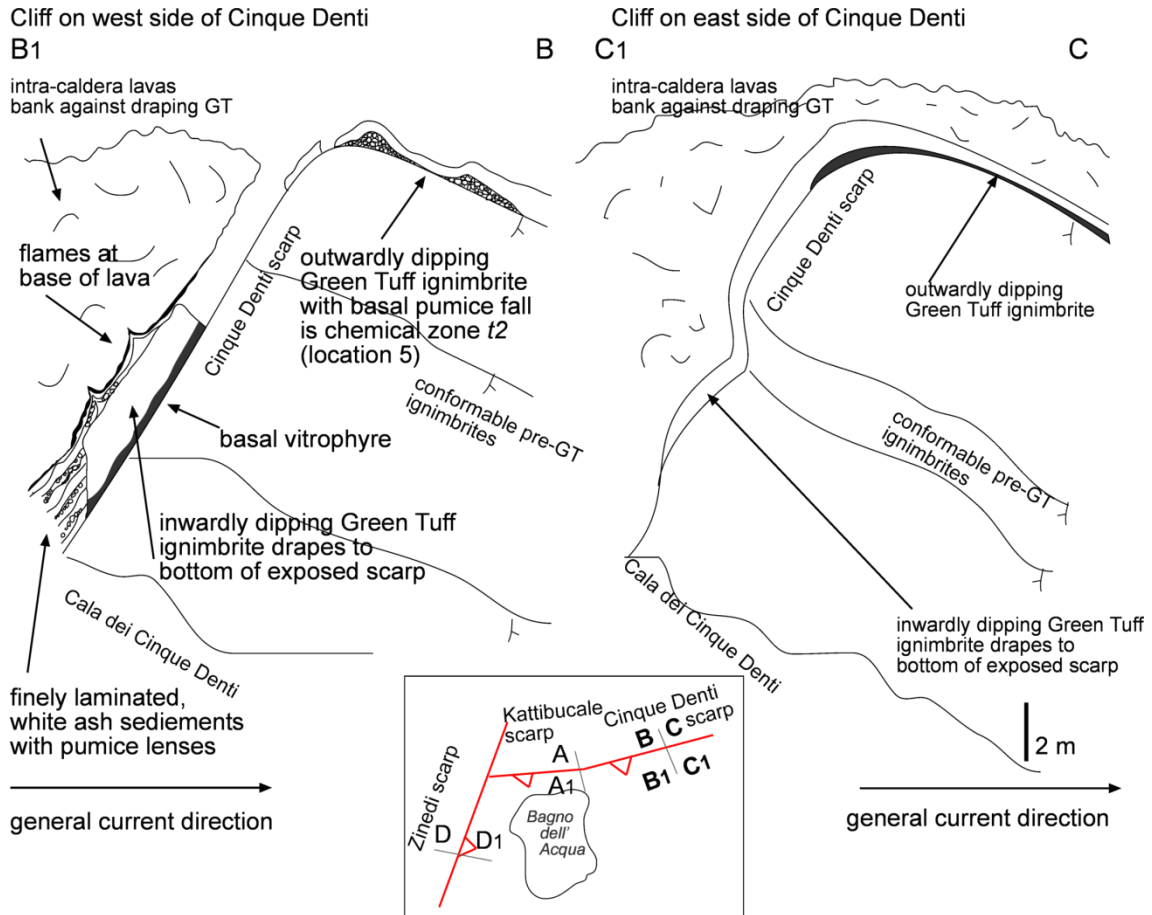 Cliff on west side of Cinque Denti
B1
B
intra-caldera lavas
bank against draping GT
flames at
base of lava
Cinque Denti scarp
outwardly dipping
Green Tuff ignimbrite
with basal pumice fall
is chemical zone t2
(location 5)
conformable pre-GT
ignimbrites
basal vitrophyre
inwardly dipping Green Tuff
ignimbrite drapes to
bottom of exposed scarp
Cala dei Cinque Denti
finely laminated,
white ash sediements
with pumice lenses
general current direction
Cliff on east side of Cinque Denti
C1
C
intra-caldera lavas
bank against draping GT
Cinque Denti scarp
outwardly dipping
Green Tuff ignimbrite
conformable pre-GT
ignimbrites
Cala dei Cinque Denti
inwardly dipping Green Tuff
ignimbrite drapes to
bottom of exposed scarp
2 m
general current direction
Kattibucale
scarp
Cinque Denti
scarp
A
A1
B
B1
C
C1
Zinedi scarp
D
D1
Bagno
dell'
Acqua